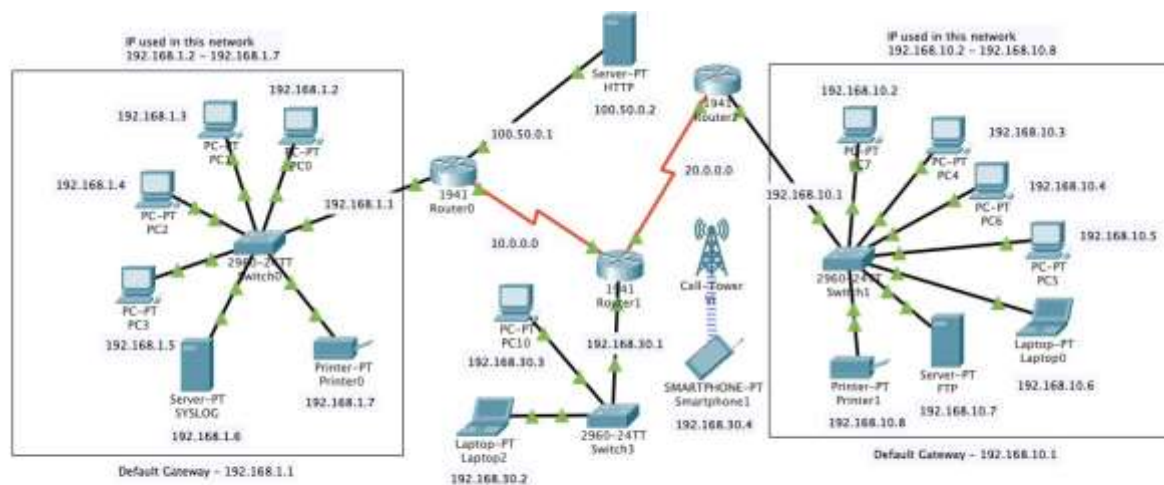 IP used in this network
192.168.1.2 - 192.168.1.7
192.168.1.2
192.168.1.3
PC-PT
PC-PT
PC0
192.168.1.4
PC-PT
PC2
192.168.1.1
2960-24TT
Switch0
PC-PT
PC3
192.168.1.5
Server-PT
SYSLOG
192.168.1.6
Printer-PT
Printer0
192.168.1.7
Default Gateway - 192.168.1.1
Server-PT
HTTP
100.50.0.2
100.50.0.1
1941
Router0
10.0.0.0
1941
20.0.0.0
1941
Router1
PC-PT
PC10
192.168.30.3
192.168.30.1
Laptop-PT
Laptop2
192.168.30.2
2960-24TT
Switch3
Call-Tower
SMARTPHONE-PT
Smartphone1
192.168.30.4
IP used in this network
192.168.10.2 - 192.168.10.8
192.168.10.2
PC-PT
PC7
192.168.10.3
PC-PT
PC4
192.168.10.4
PC-PT
PC6
192.168.10.5
PC-PT
PC5
192.168.10.1
2960-24TT
Switch1
Laptop-PT
Laptop0
192.168.10.6
Server-PT
FTP
192.168.10.7
Printer-PT
Printer1
192.168.10.8
Default Gateway - 192.168.10.1